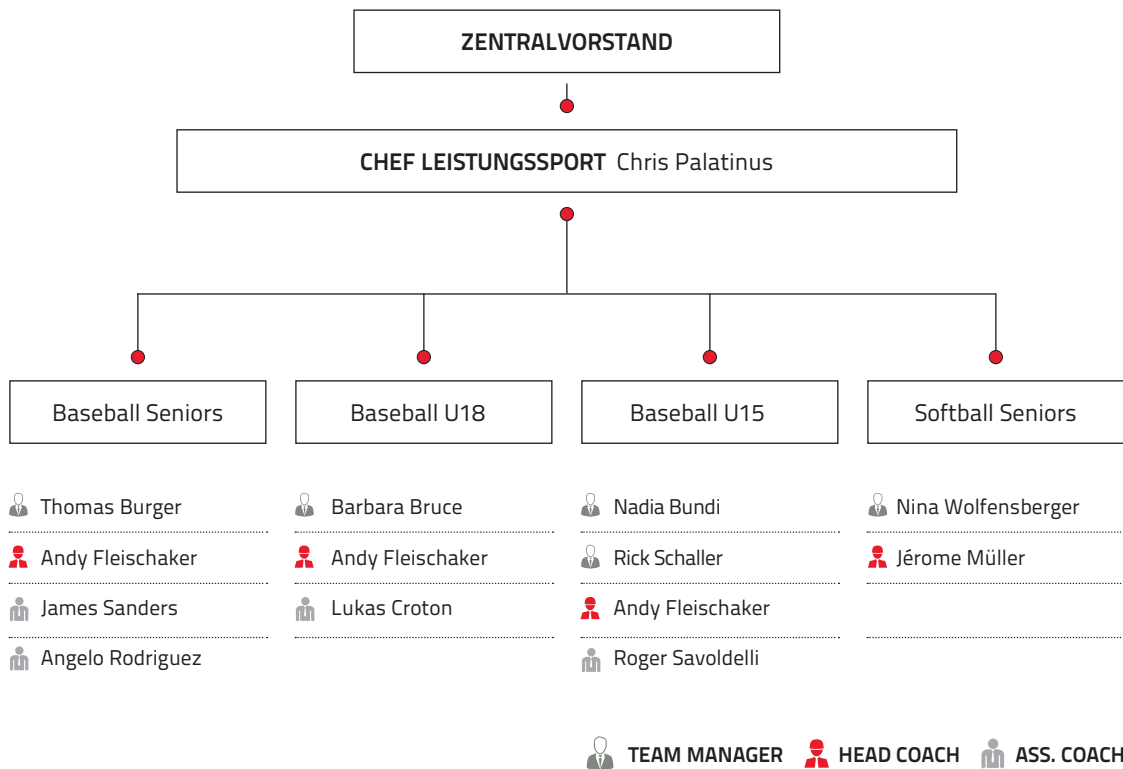 ZENTRALVORSTAND
CHEF LEISTUNGSSPORT Chris Palatinus
Baseball Seniors
Baseball U18
Baseball U15
Softball Seniors
Thomas Burger
Andy Fleischaker
James Sanders
Angelo Rodriguez
Barbara Bruce
Andy Fleischaker
Lukas Croton
Nadia Bundi
Rick Schaller
Andy Fleischaker
Roger Savoldelli
Nina Wolfensberger
Jérome Müller
TEAM MANAGER HEAD COACH ASS. COACH